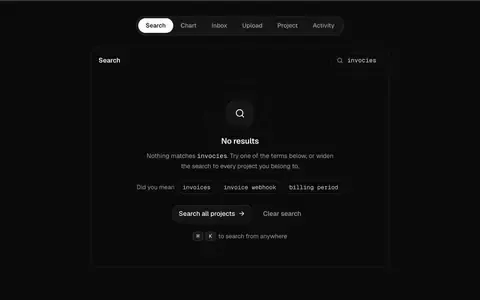 Search Chart Inbox Upload Project Activity
Search invocies
No results
Nothing matches invocies. Try one of the terms below, or widen
the search to every project you belong to.
Did you mean invoices invoice webhook billing period
Search all projects → Clear search
⌘ K to search from anywhere